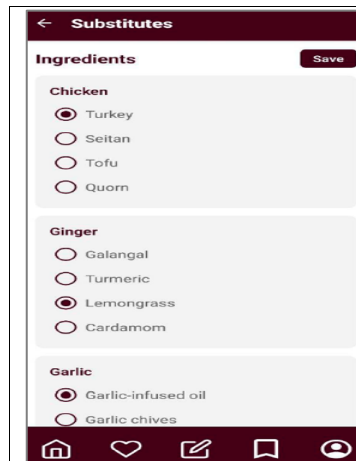 Substitutes
Ingredients
Save
Chicken
Turkey
Seitan
Tofu
Quorn
Ginger
Galangal
Turmeric
Lemongrass
Cardamom
Garlic
Garlic-infused oil
Garlic chives